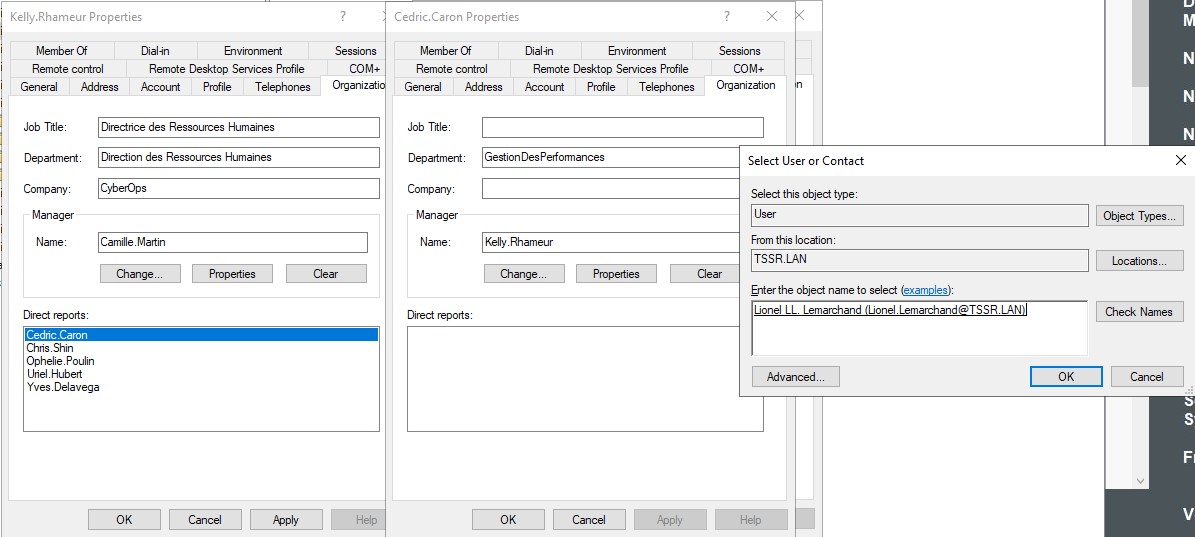 Kelly.Rhameur Properties ?
Member Of Dial-in Environment Sessions
Remote control Remote Desktop Services Profile COM+
General Address Account Profile Telephones Organizatio
Job Title: Directrice des Ressources Humaines
Department: Direction des Ressources Humaines
Company: CyberOps
Manager
Name: Camille.Martin
Change... Properties Clear
Direct reports:
Cedric.Caron
Chris.Shin
Ophelie.Poulin
Uriel.Hubert
Yves.Delavega
OK Cancel Apply Help
Cedric.Caron Properties ?
Member Of Dial-in Environment Sessions
Remote control Remote Desktop Services Profile COM+
General Address Account Profile Telephones Organization
Job Title:
Department: GestionDesPerformances
Company:
Manager
Name: Kelly.Rhameur
Change... Properties Clear
Direct reports:
OK Cancel Apply Help
on
Select User or Contact
Select this object type:
User Object Types...
From this location:
TSSR.LAN Locations...
Enter the object name to select (examples):
Lionel LL. Lemarchand (Lionel.Lemarchand@TSSR.LAN) Check Names
Advanced... OK Cancel
M
N
N
N
S
Sy
Fr
V